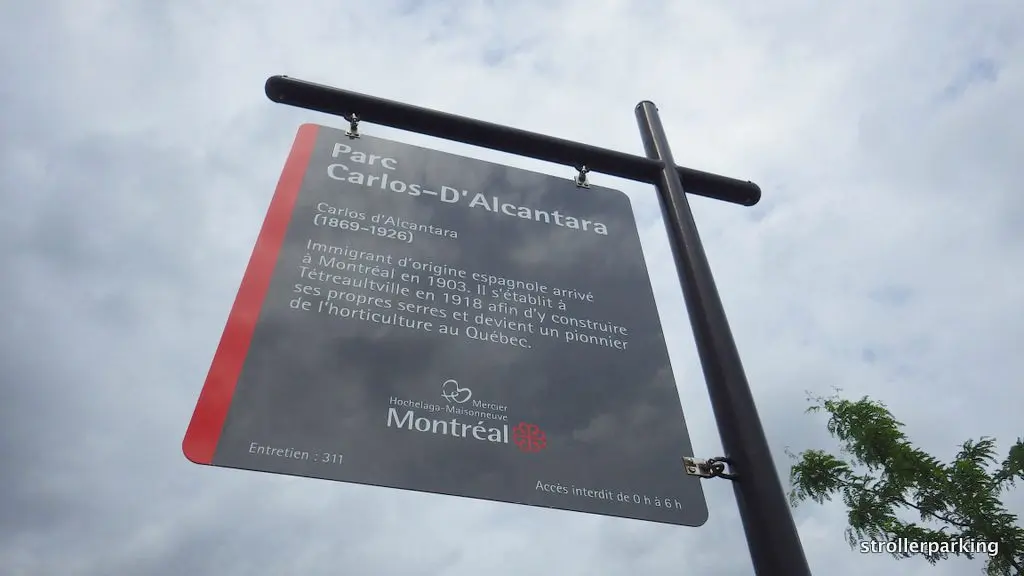 Parc
Carlos-D'Alcantara
Carlos d'Alcantara
(1869-1926)
Immigrant d'origine espagnole arrivé
à Montréal en 1903. Il s'établit à
Tétreaultville en 1918 afin d'y construire
ses propres serres et devient un pionnier
de l'horticulture au Québec.
Mercier
Hochelaga-Maisonneuve
Montréal
Entretien : 311
Accès interdit de 0 h à 6 h
strollerparking